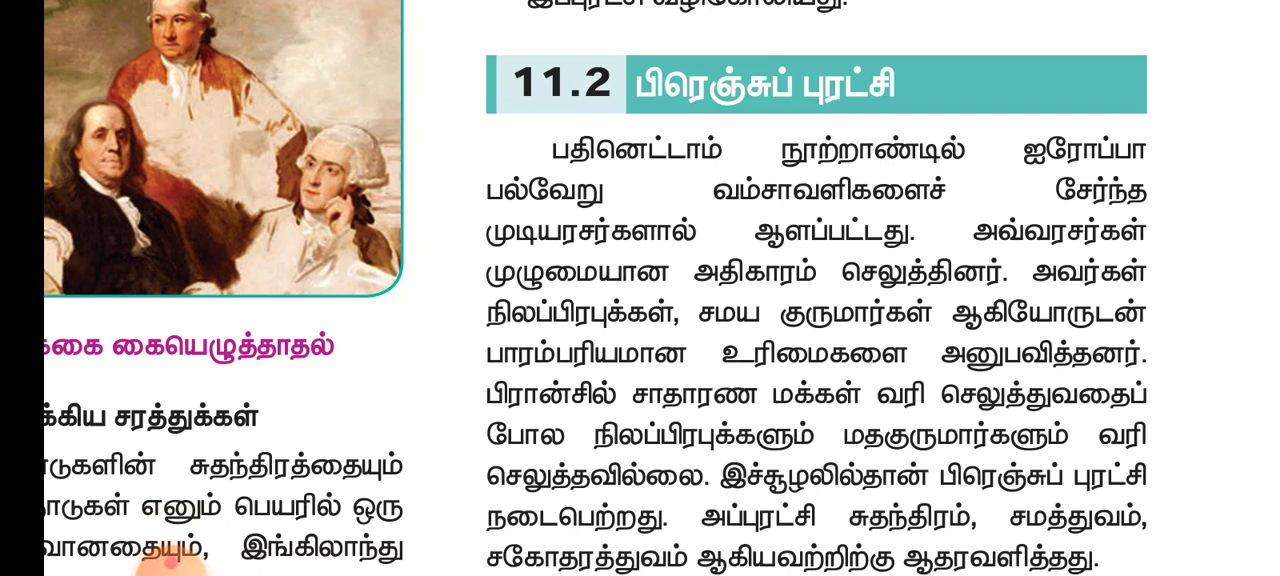 இப்புரட்சி வழிகோலியது.
கையெழுத்தாதல்
சரத்துக்கள்
சுதந்திரத்தையும்
எனும் பெயரில் ஒரு
இங்கிலாந்து
11.2 பிரெஞ்சுப் புரட்சி
பதினெட்டாம் நூற்றாண்டில் ஐரோப்பா
பல்வேறு வம்சாவளிகளைச் சேர்ந்த
முடியரசர்களால் ஆளப்பட்டது. அவ்வரசர்கள்
முழுமையான அதிகாரம் செலுத்தினர். அவர்கள்
நிலப்பிரபுக்கள், சமய குருமார்கள் ஆகியோருடன்
பாரம்பரியமான உரிமைகளை அனுபவித்தனர்.
பிரான்சில் சாதாரண மக்கள் வரி செலுத்துவதைப்
போல நிலப்பிரபுக்களும் மதகுருமார்களும் வரி
செலுத்தவில்லை. இச்சூழலில்தான் பிரெஞ்சுப் புரட்சி
நடைபெற்றது. அப்புரட்சி சுதந்திரம், சமத்துவம்,
சகோதரத்துவம் ஆகியவற்றிற்கு ஆதரவளித்தது.